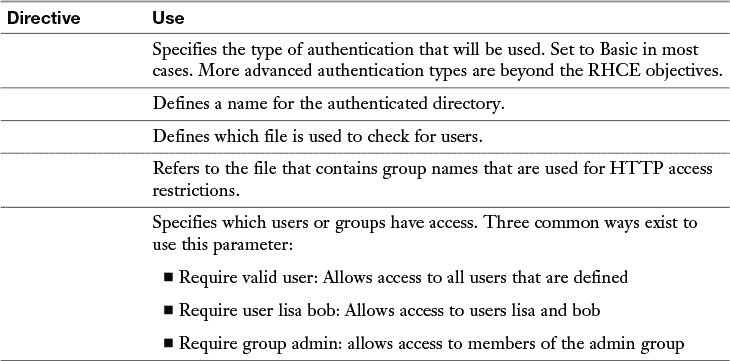 Directive Use
Specifies the type of authentication that will be used. Set to Basic in most
cases. More advanced authentication types are beyond the RHCE objectives.
Defines a name for the authenticated directory.
Defines which file is used to check for users.
Refers to the file that contains group names that are used for HTTP access
restrictions.
Specifies which users or groups have access. Three common ways exist to
use this parameter:
■ Require valid user: Allows access to all users that are defined
■ Require user lisa bob: Allows access to users lisa and bob
■ Require group admin: allows access to members of the admin group